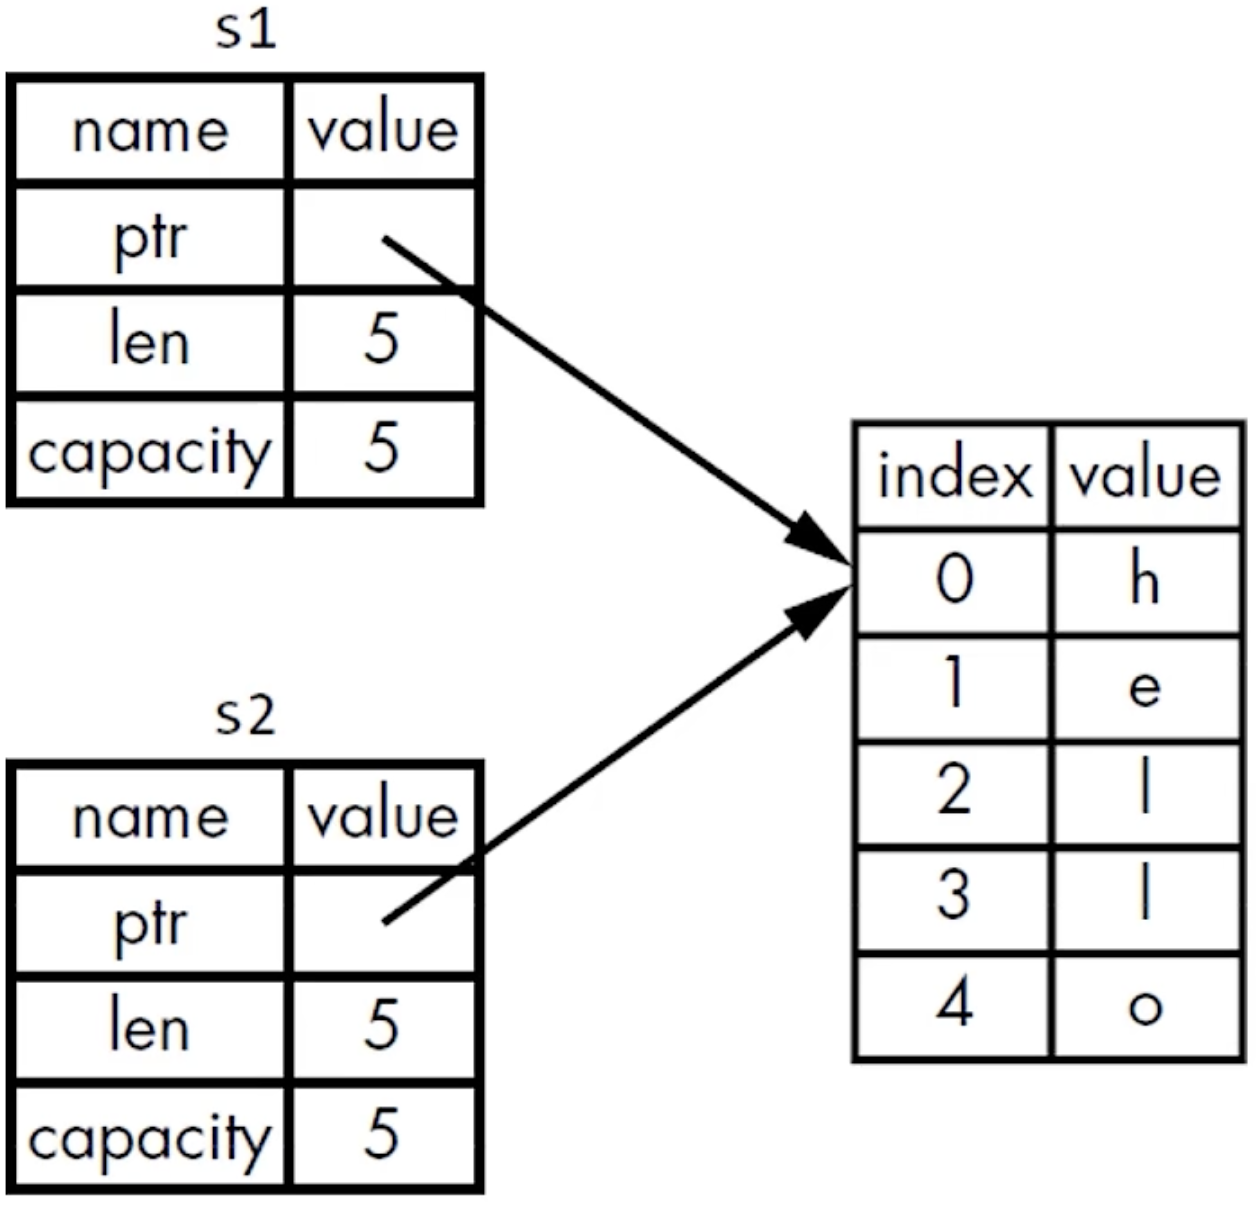 s1
name value
ptr
len 5
capacity 5
s2
name value
ptr
len 5
capacity 5
index value
0 h
1 e
2 l
3 l
4 o